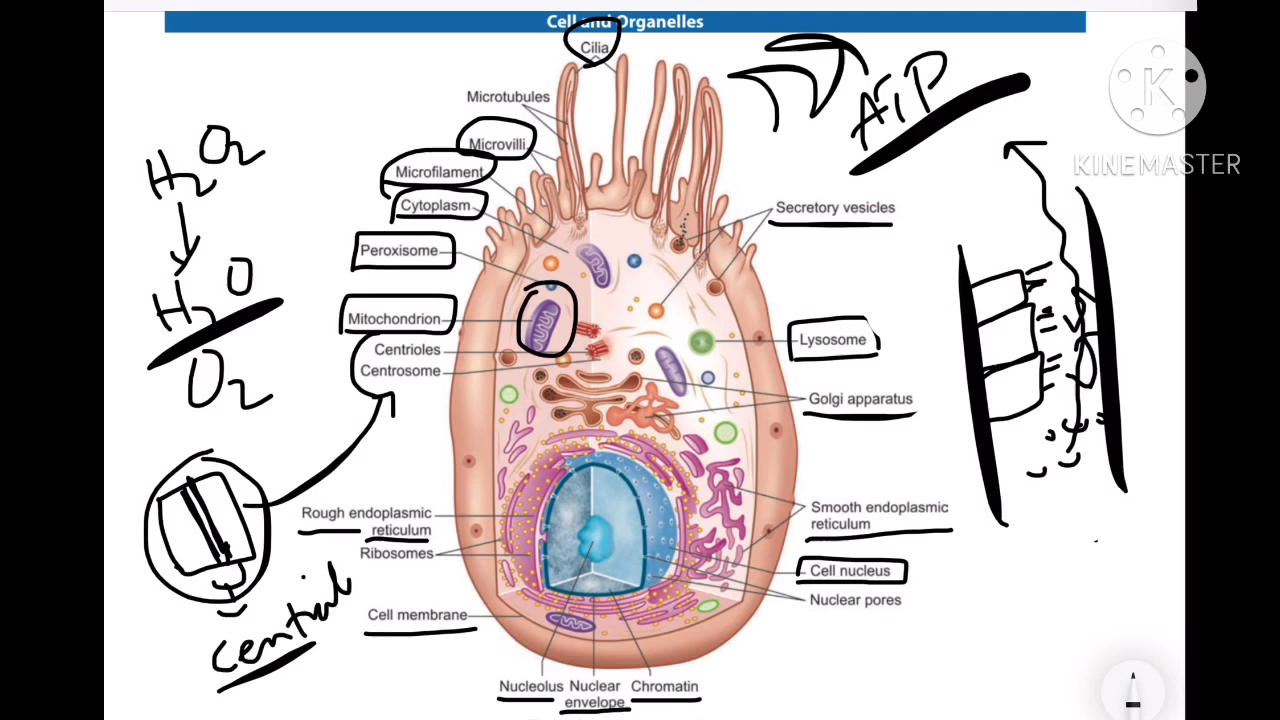 Cell and Organelles
Cilia
Microtubules
Microvilli
Microfilament
Cytoplasm
Peroxisome
Mitochondrion
Centrioles
Centrosome
Rough endoplasmic
reticulum
Ribosomes
Cell membrane
Nucleolus
Nuclear
envelope
Chromatin
Secretory vesicles
Lysosome
Golgi apparatus
Smooth endoplasmic
reticulum
Cell nucleus
Nuclear pores
H2O2
H2O
O2
central
ATP
K
KINEMASTER